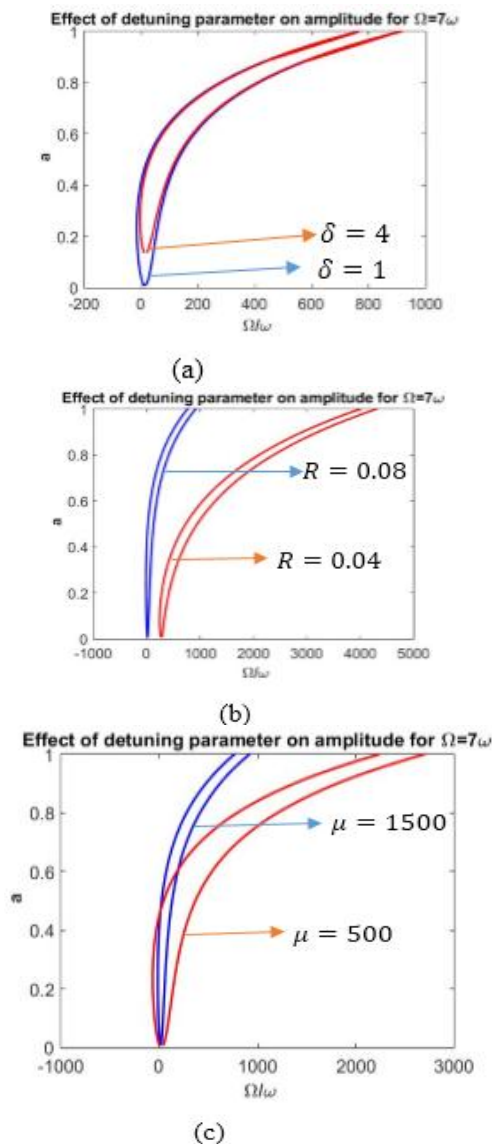 Effect of detuning parameter on amplitude for Ω=7ω
1
0.8
0.6
0.4
0.2
0
a
δ = 4
δ = 1
-200 0 200 400 600 800 1000
Ω/ω
(a)
Effect of detuning parameter on amplitude for Ω=7ω
1
0.8
0.6
0.4
0.2
0
a
R = 0.08
R = 0.04
-1000 0 1000 2000 3000 4000 5000
Ω/ω
(b)
Effect of detuning parameter on amplitude for Ω=7ω
1
0.8
0.6
0.4
0.2
0
a
μ = 1500
μ = 500
-1000 0 1000 2000 3000
Ω/ω
(c)